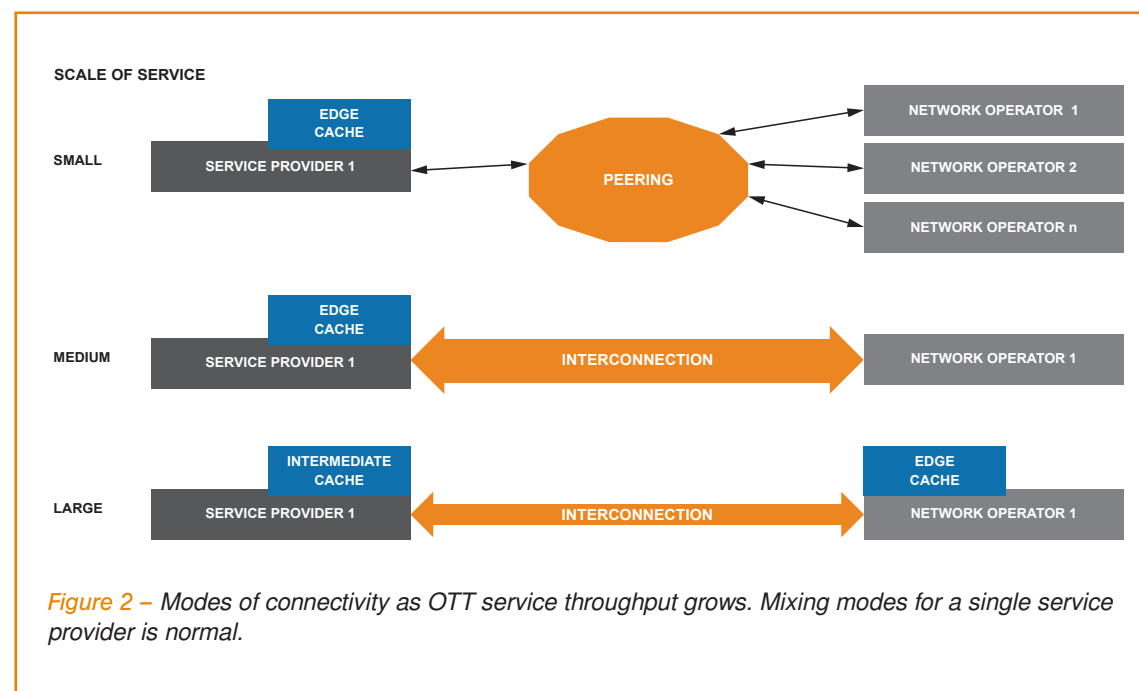 SCALE OF SERVICE
SMALL
EDGE
CACHE
SERVICE PROVIDER 1
PEERING
NETWORK OPERATOR 1
NETWORK OPERATOR 2
NETWORK OPERATOR n
MEDIUM
EDGE
CACHE
SERVICE PROVIDER 1
INTERCONNECTION
NETWORK OPERATOR 1
LARGE
INTERMEDIATE
CACHE
SERVICE PROVIDER 1
INTERCONNECTION
EDGE
CACHE
NETWORK OPERATOR 1
Figure 2 – Modes of connectivity as OTT service throughput grows. Mixing modes for a single service
provider is normal.